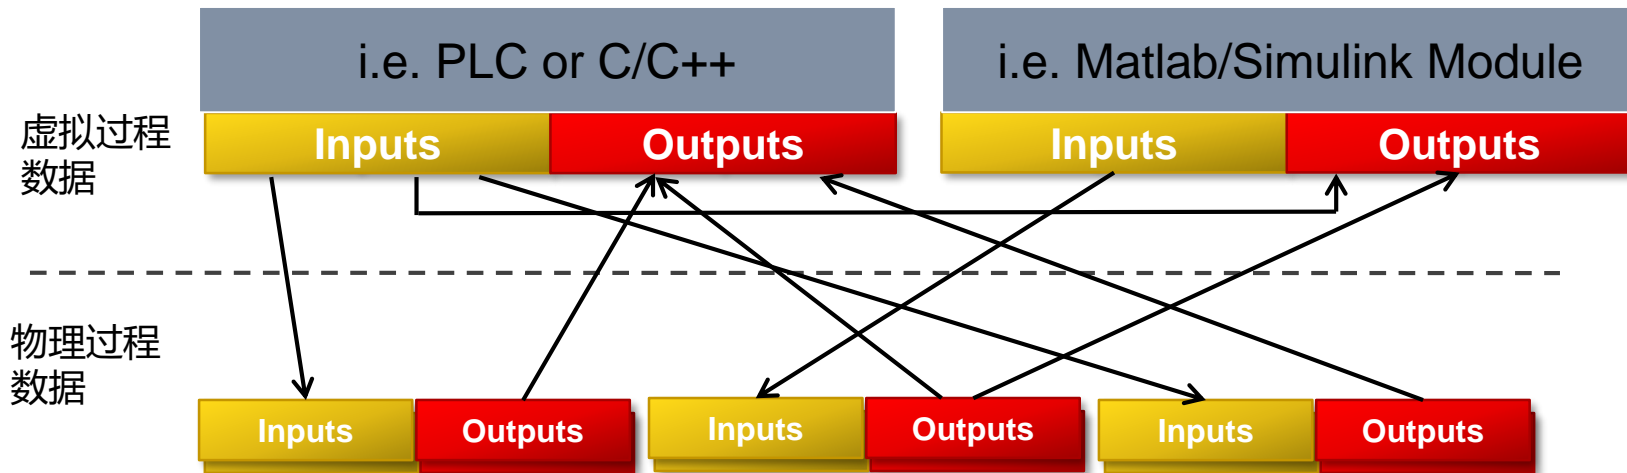 i.e. PLC or C/C++
i.e. Matlab/Simulink Module
虚拟过程
数据
Inputs
Outputs
Inputs
Outputs
物理过程
数据
Inputs
Outputs
Inputs
Outputs
Inputs
Outputs